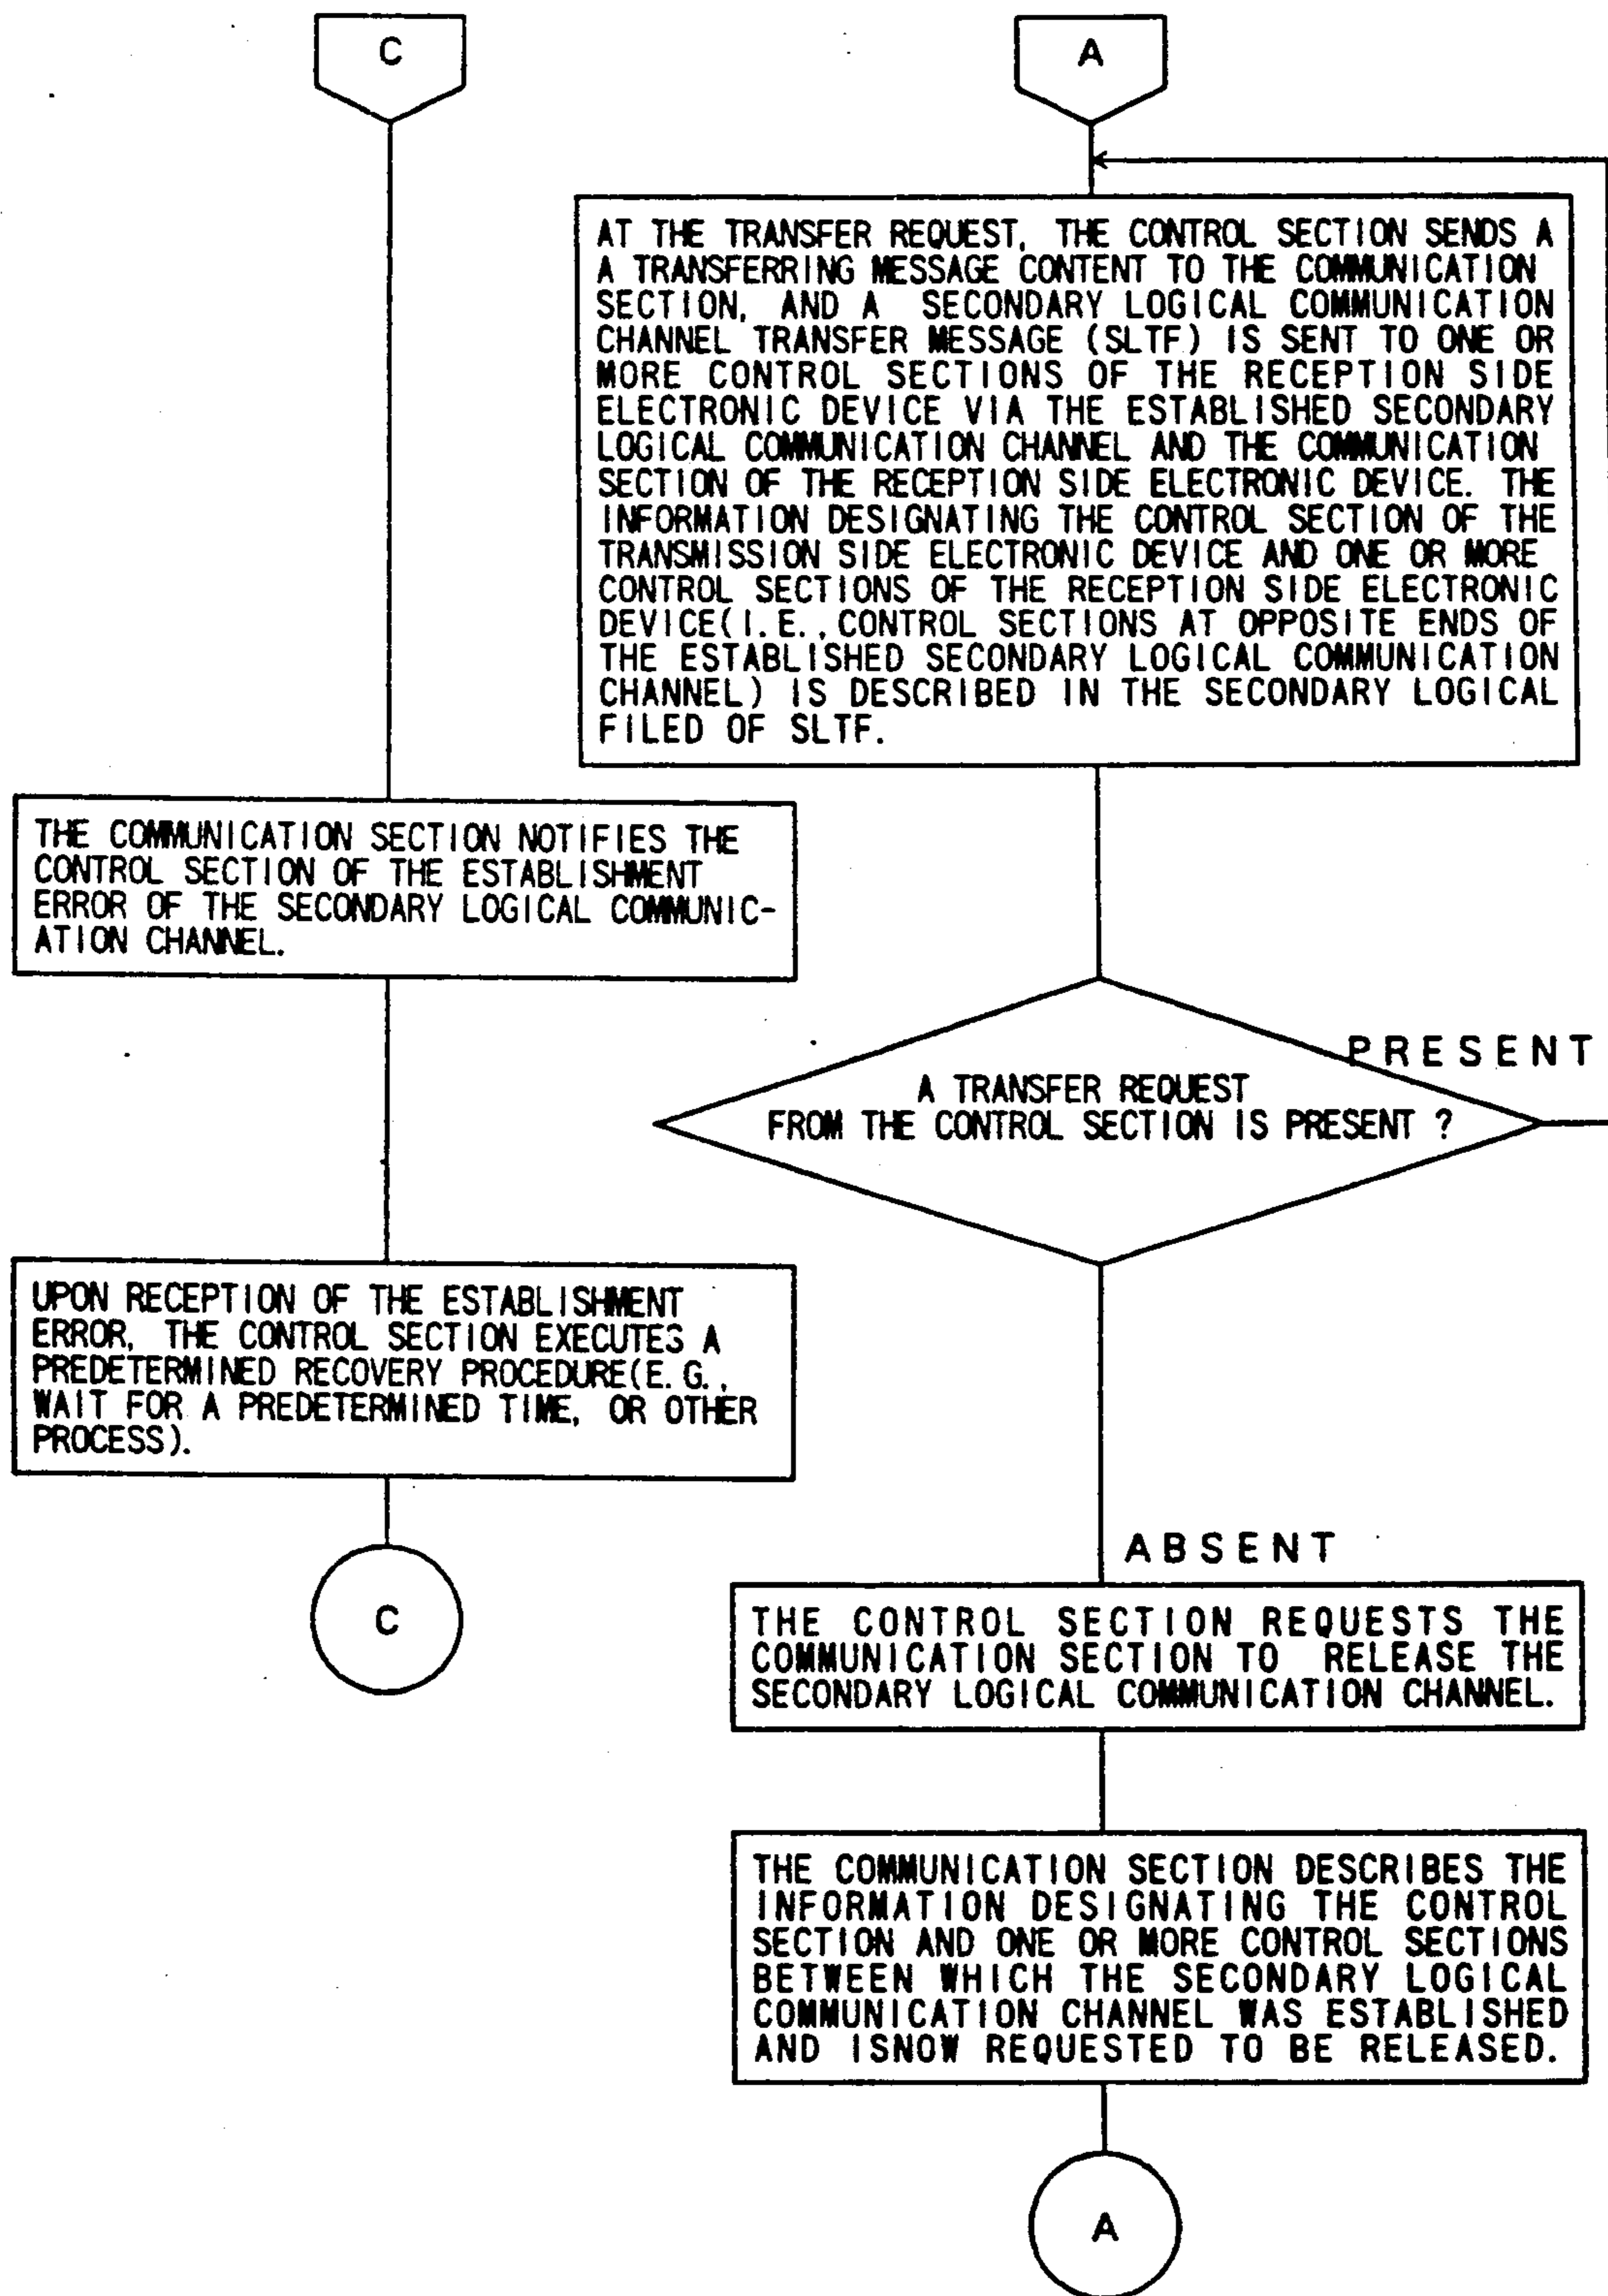 C
A
AT THE TRANSFER REQUEST, THE CONTROL SECTION SENDS A
A TRANSFERRING MESSAGE CONTENT TO THE COMMUNICATION
SECTION, AND A SECONDARY LOGICAL COMMUNICATION
CHANNEL TRANSFER MESSAGE (SLTF) IS SENT TO ONE OR
MORE CONTROL SECTIONS OF THE RECEPTION SIDE
ELECTRONIC DEVICE VIA THE ESTABLISHED SECONDARY
LOGICAL COMMUNICATION CHANNEL AND THE COMMUNICATION
SECTION OF THE RECEPTION SIDE ELECTRONIC DEVICE. THE
INFORMATION DESIGNATING THE CONTROL SECTION OF THE
TRANSMISSION SIDE ELECTRONIC DEVICE AND ONE OR MORE
CONTROL SECTIONS OF THE RECEPTION SIDE ELECTRONIC
DEVICE(I.E., CONTROL SECTIONS AT OPPOSITE ENDS OF
THE ESTABLISHED SECONDARY LOGICAL COMMUNICATION
CHANNEL) IS DESCRIBED IN THE SECONDARY LOGICAL
FILED OF SLTF.
THE COMMUNICATION SECTION NOTIFIES THE
CONTROL SECTION OF THE ESTABLISHMENT
ERROR OF THE SECONDARY LOGICAL COMMUNIC-
ATION CHANNEL.
PRESENT
A TRANSFER REQUEST
FROM THE CONTROL SECTION IS PRESENT ?
UPON RECEPTION OF THE ESTABLISHMENT
ERROR, THE CONTROL SECTION EXECUTES A
PREDETERMINED RECOVERY PROCEDURE(E.G.,
WAIT FOR A PREDETERMINED TIME, OR OTHER
PROCESS).
C
ABSENT
THE CONTROL SECTION REQUESTS THE
COMMUNICATION SECTION TO RELEASE THE
SECONDARY LOGICAL COMMUNICATION CHANNEL.
THE COMMUNICATION SECTION DESCRIBES THE
INFORMATION DESIGNATING THE CONTROL
SECTION AND ONE OR MORE CONTROL SECTIONS
BETWEEN WHICH THE SECONDARY LOGICAL
COMMUNICATION CHANNEL WAS ESTABLISHED
AND ISNOW REQUESTED TO BE RELEASED.
A